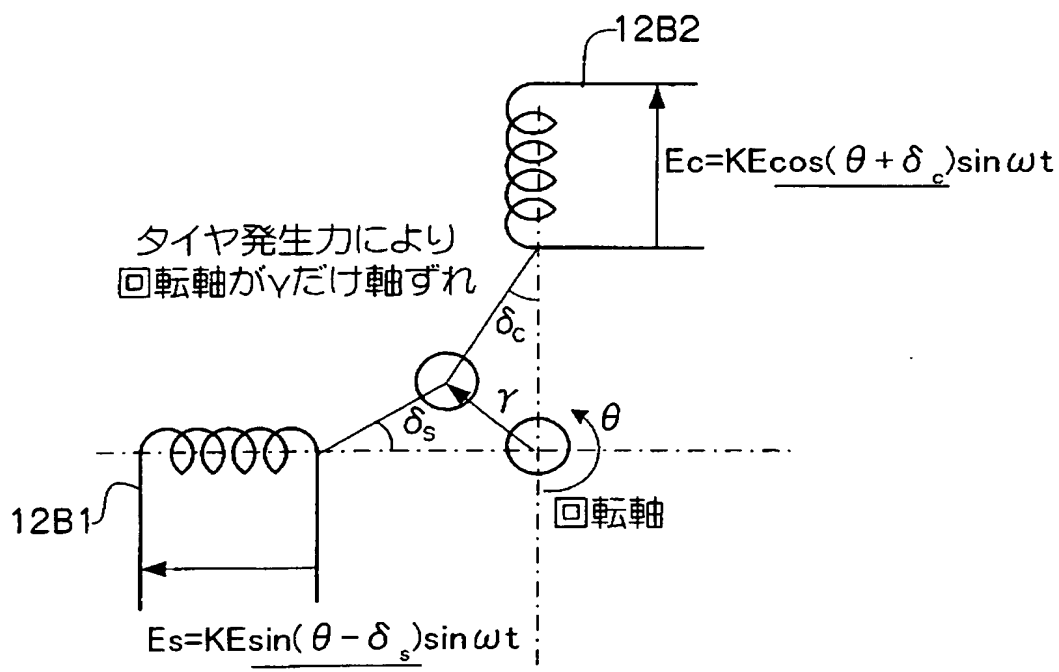 12B2
Ec=KEcos(θ+δc)sinωt
タイヤ発生力により
回転軸がγだけ軸ずれ
δc
γ
θ
δs
回転軸
12B1
Es=KEsin(θ-δs)sinωt